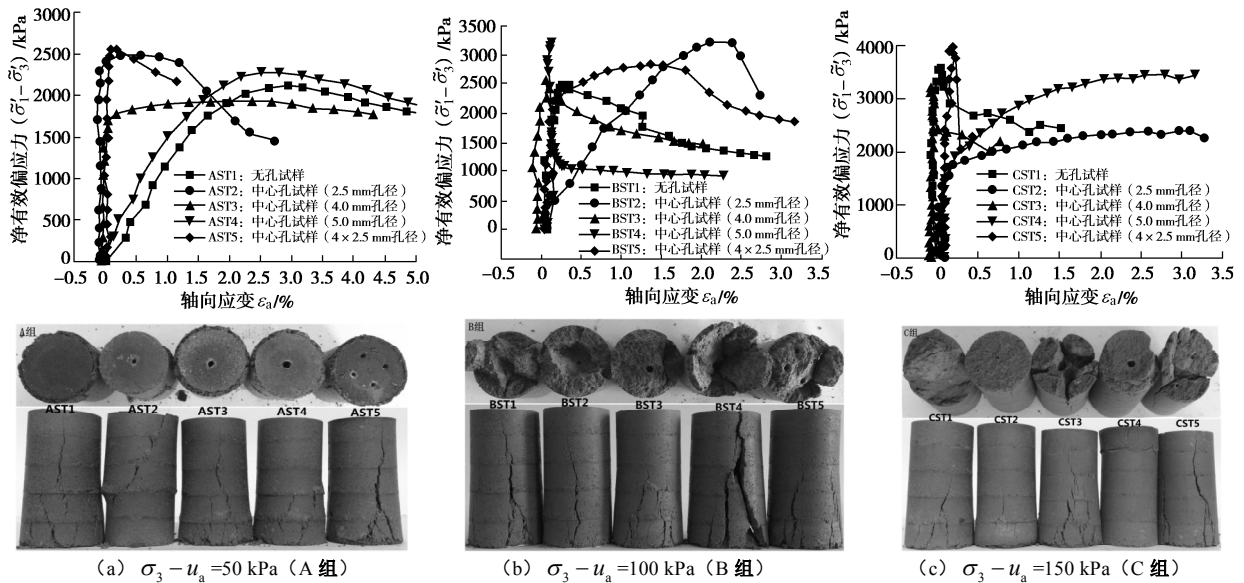 净有效偏应力（σ̃′₁−σ̃′₃）/kPa
3000
2500
2000
1500
1000
500
0
AST1：无孔试样
AST2：中心孔试样（2.5 mm孔径）
AST3：中心孔试样（4.0 mm孔径）
AST4：中心孔试样（5.0 mm孔径）
AST5：中心孔试样（4×2.5 mm孔径）
−0.5 0 0.5 1.0 1.5 2.0 2.5 3.0 3.5 4.0 4.5 5.0
轴向应变 εa/%
净有效偏应力（σ̃′₁−σ̃′₃）/kPa
3500
3000
2500
2000
1500
1000
500
0
BST1：无孔试样
BST2：中心孔试样（2.5 mm孔径）
BST3：中心孔试样（4.0 mm孔径）
BST4：中心孔试样（5.0 mm孔径）
BST5：中心孔试样（4×2.5 mm孔径）
−0.5 0 0.5 1.0 1.5 2.0 2.5 3.0 3.5
轴向应变 εa/%
净有效偏应力（σ̃′₁−σ̃′₃）/kPa
4000
3000
2000
1000
0
CST1：无孔试样
CST2：中心孔试样（2.5 mm孔径）
CST3：中心孔试样（4.0 mm孔径）
CST4：中心孔试样（5.0 mm孔径）
CST5：中心孔试样（4×2.5 mm孔径）
−0.5 0 0.5 1.0 1.5 2.0 2.5 3.0 3.5
轴向应变 εa/%
A组
AST1 AST2 AST3 AST4 AST5
B组
BST1 BST2 BST3 BST4 BST5
C组
CST1 CST2 CST3 CST4 CST5
（a）σ₃−uₐ=50 kPa（A 组）
（b）σ₃−uₐ=100 kPa（B 组）
（c）σ₃−uₐ=150 kPa（C 组）